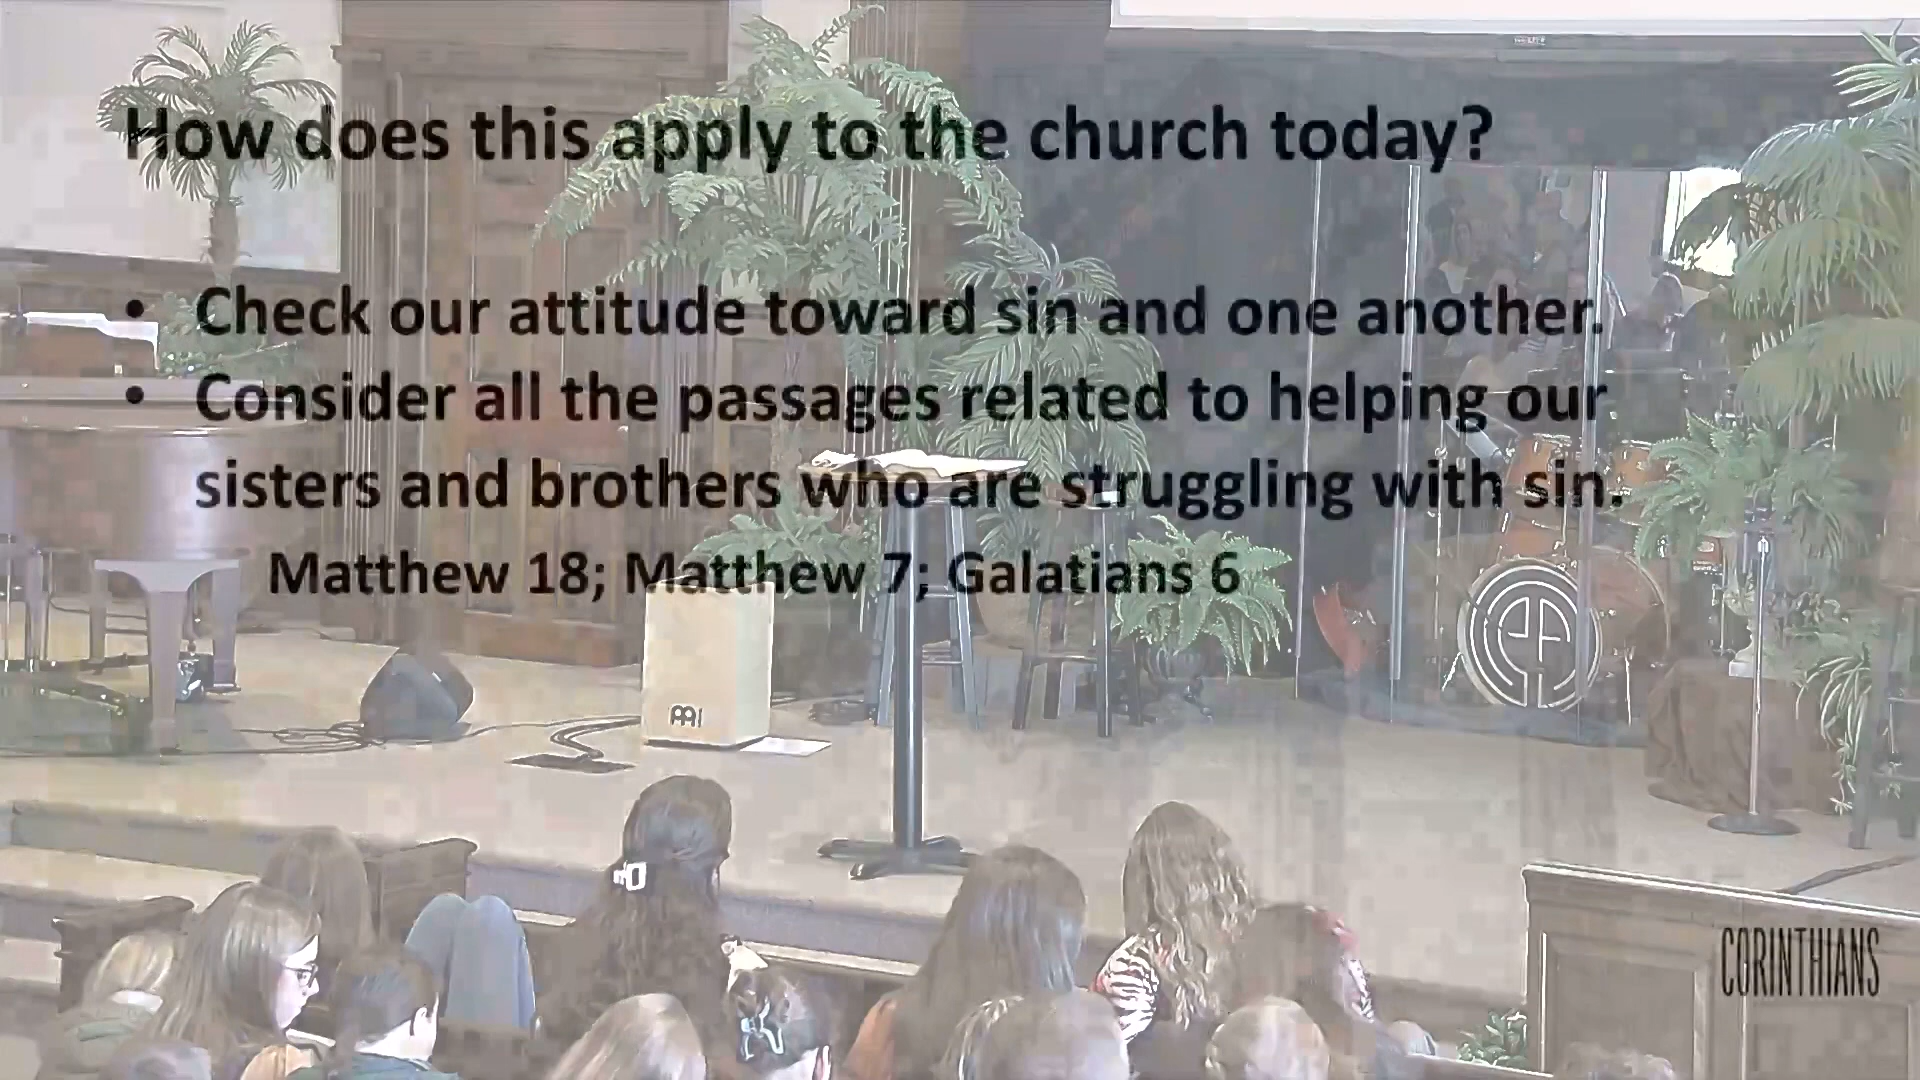 How does this apply to the church today?
• Check our attitude toward sin and one another.
• Consider all the passages related to helping our
sisters and brothers who are struggling with sin.
Matthew 18; Matthew 7; Galatians 6
CORINTHIANS